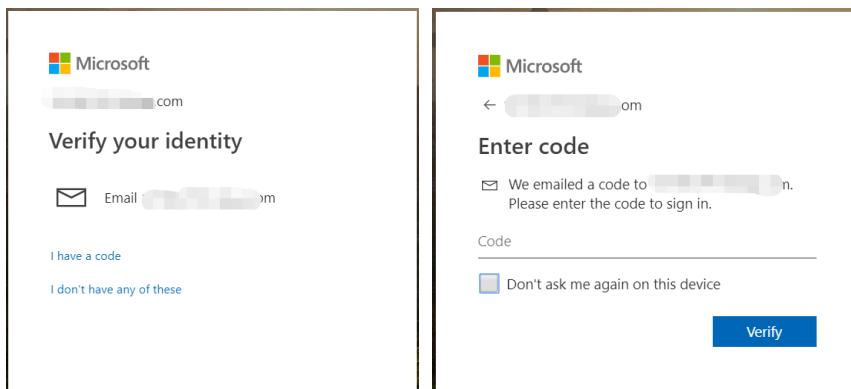 Microsoft
.com
Verify your identity
Email
I have a code
I don't have any of these
Microsoft
← om
Enter code
We emailed a code to n.
Please enter the code to sign in.
Code
Don't ask me again on this device
Verify